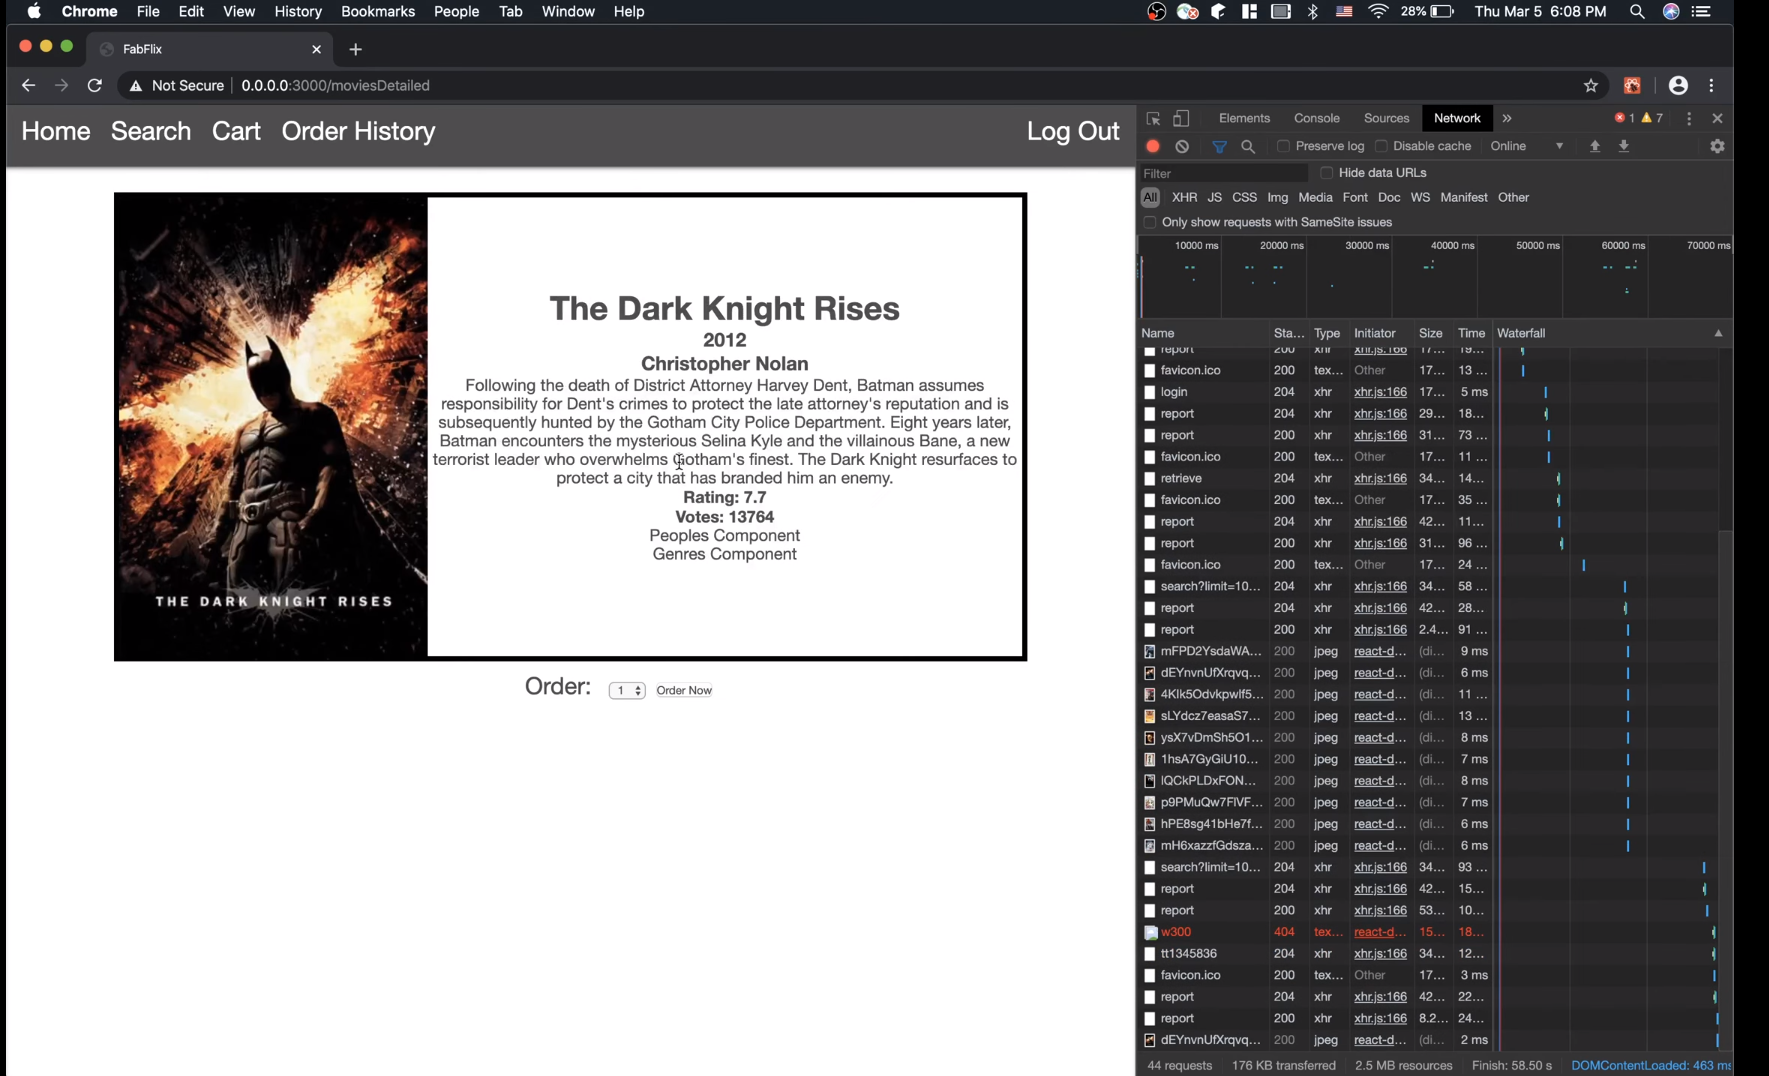 Chrome File Edit View History Bookmarks People Tab Window Help 28% Thu Mar 5 6:08 PM
FabFlix
Not Secure 0.0.0.0:3000/moviesDetailed
Home Search Cart Order History Log Out
THE DARK KNIGHT RISES
The Dark Knight Rises
2012
Christopher Nolan
Following the death of District Attorney Harvey Dent, Batman assumes
responsibility for Dent's crimes to protect the late attorney's reputation and is
subsequently hunted by the Gotham City Police Department. Eight years later,
Batman encounters the mysterious Selina Kyle and the villainous Bane, a new
terrorist leader who overwhelms Gotham's finest. The Dark Knight resurfaces to
protect a city that has branded him an enemy.
Rating: 7.7
Votes: 13764
Peoples Component
Genres Component
Order: 1 Order Now
Elements Console Sources Network » 1 7
Preserve log Disable cache Online
Filter Hide data URLs
All XHR JS CSS Img Media Font Doc WS Manifest Other
Only show requests with SameSite issues
10000 ms 20000 ms 30000 ms 40000 ms 50000 ms 60000 ms 70000 ms
Name Sta... Type Initiator Size Time Waterfall
report 200 xhr xhr.js:166 17... 19...
favicon.ico 200 tex... Other 17... 13 ...
login 204 xhr xhr.js:166 17... 5 ms
report 204 xhr xhr.js:166 29... 18...
report 200 xhr xhr.js:166 31... 73 ...
favicon.ico 200 tex... Other 17... 11 ...
retrieve 204 xhr xhr.js:166 34... 14...
favicon.ico 200 tex... Other 17... 35 ...
report 204 xhr xhr.js:166 42... 11...
report 200 xhr xhr.js:166 31... 96 ...
favicon.ico 200 tex... Other 17... 24 ...
search?limit=10... 204 xhr xhr.js:166 34... 58 ...
report 204 xhr xhr.js:166 42... 28...
report 200 xhr xhr.js:166 2.4... 91 ...
mFPD2YsdaWA... 200 jpeg react-d... (di... 9 ms
dEYnvnUfXrqvq... 200 jpeg react-d... (di... 6 ms
4KIk5Odvkpwlf5... 200 jpeg react-d... (di... 11 ...
sLYdcz7easaS7... 200 jpeg react-d... (di... 13 ...
ysX7vDmSh5O1... 200 jpeg react-d... (di... 8 ms
1hsA7GyGiU10... 200 jpeg react-d... (di... 7 ms
lQCkPLDxFON... 200 jpeg react-d... (di... 8 ms
p9PMuQw7FlVF... 200 jpeg react-d... (di... 7 ms
hPE8sg41bHe7f... 200 jpeg react-d... (di... 6 ms
mH6xazzfGdsza... 200 jpeg react-d... (di... 6 ms
search?limit=10... 204 xhr xhr.js:166 34... 93 ...
report 204 xhr xhr.js:166 42... 15...
report 200 xhr xhr.js:166 53... 10...
w300 404 tex... react-d... 15... 18...
tt1345836 204 xhr xhr.js:166 34... 12...
favicon.ico 200 tex... Other 17... 3 ms
report 204 xhr xhr.js:166 42... 22...
report 200 xhr xhr.js:166 8.2... 24...
dEYnvnUfXrqvq... 200 jpeg react-d... (di... 2 ms
44 requests 176 KB transferred 2.5 MB resources Finish: 58.50 s DOMContentLoaded: 463 ms